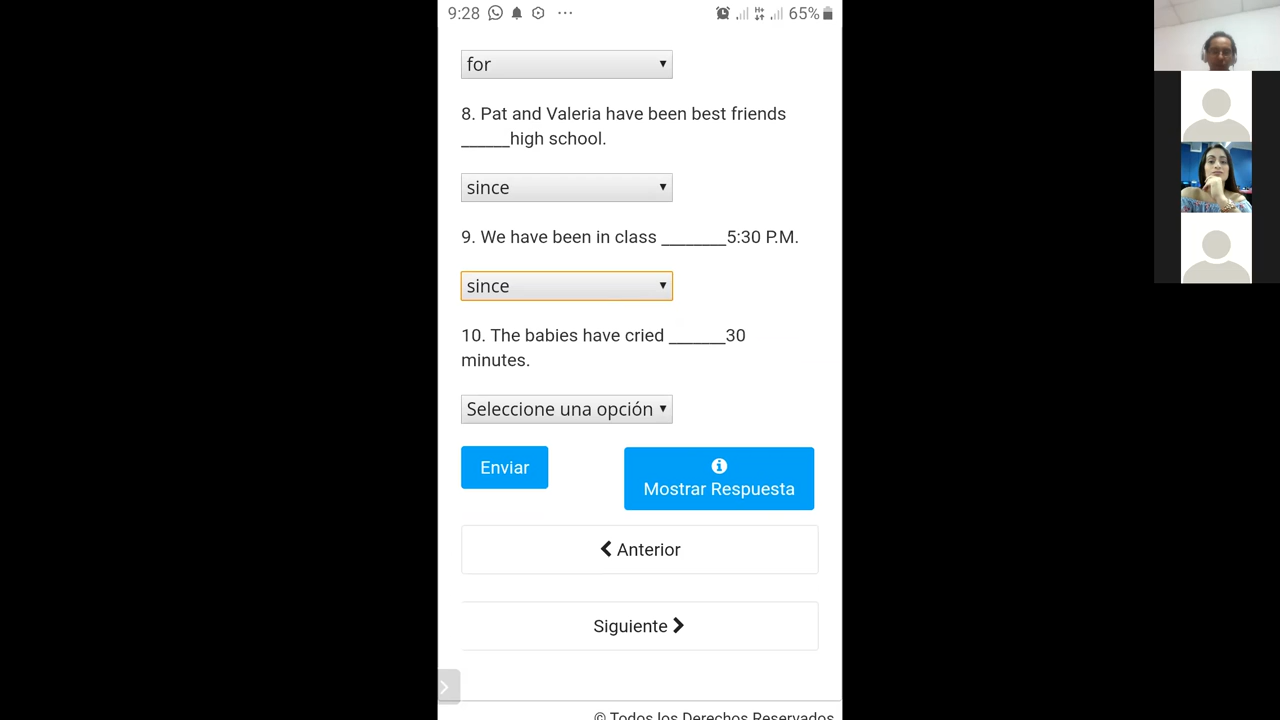 9:28 65%
for
8. Pat and Valeria have been best friends
______high school.
since
9. We have been in class ________5:30 P.M.
since
10. The babies have cried _______30
minutes.
Seleccione una opción
Enviar
Mostrar Respuesta
Anterior
Siguiente
© Todos los Derechos Reservados